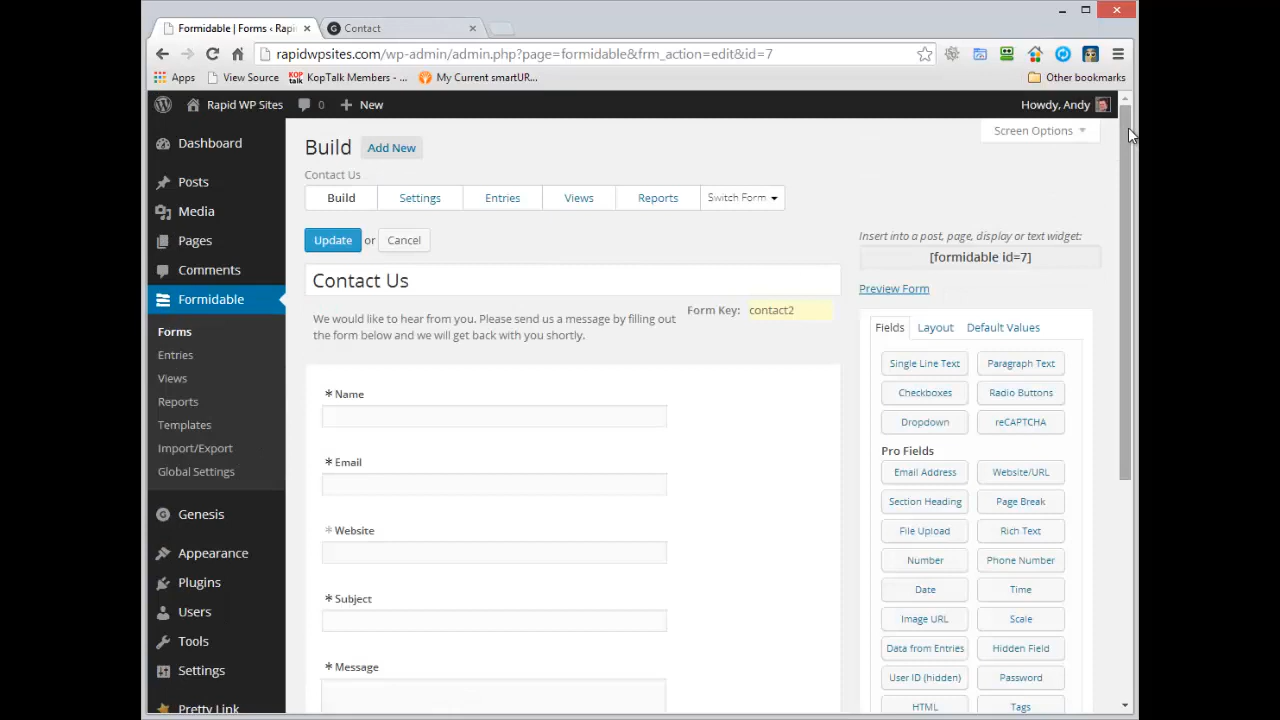 Formidable | Forms ‹ Rapi
Contact
rapidwpsites.com/wp-admin/admin.php?page=formidable&frm_action=edit&id=7
Apps
View Source
KOP talk
KopTalk Members - ...
My Current smartUR...
Other bookmarks
Rapid WP Sites
0
New
Howdy, Andy
Screen Options
Dashboard
Posts
Media
Pages
Comments
Formidable
Forms
Entries
Views
Reports
Templates
Import/Export
Global Settings
Genesis
Appearance
Plugins
Users
Tools
Settings
Pretty Link
Build
Add New
Contact Us
Build
Settings
Entries
Views
Reports
Switch Form
Update or Cancel
Contact Us
We would like to hear from you. Please send us a message by filling out
the form below and we will get back with you shortly.
Form Key: contact2
* Name
* Email
* Website
* Subject
* Message
Insert into a post, page, display or text widget:
[formidable id=7]
Preview Form
Fields
Layout
Default Values
Single Line Text
Paragraph Text
Checkboxes
Radio Buttons
Dropdown
reCAPTCHA
Pro Fields
Email Address
Website/URL
Section Heading
Page Break
File Upload
Rich Text
Number
Phone Number
Date
Time
Image URL
Scale
Data from Entries
Hidden Field
User ID (hidden)
Password
HTML
Tags